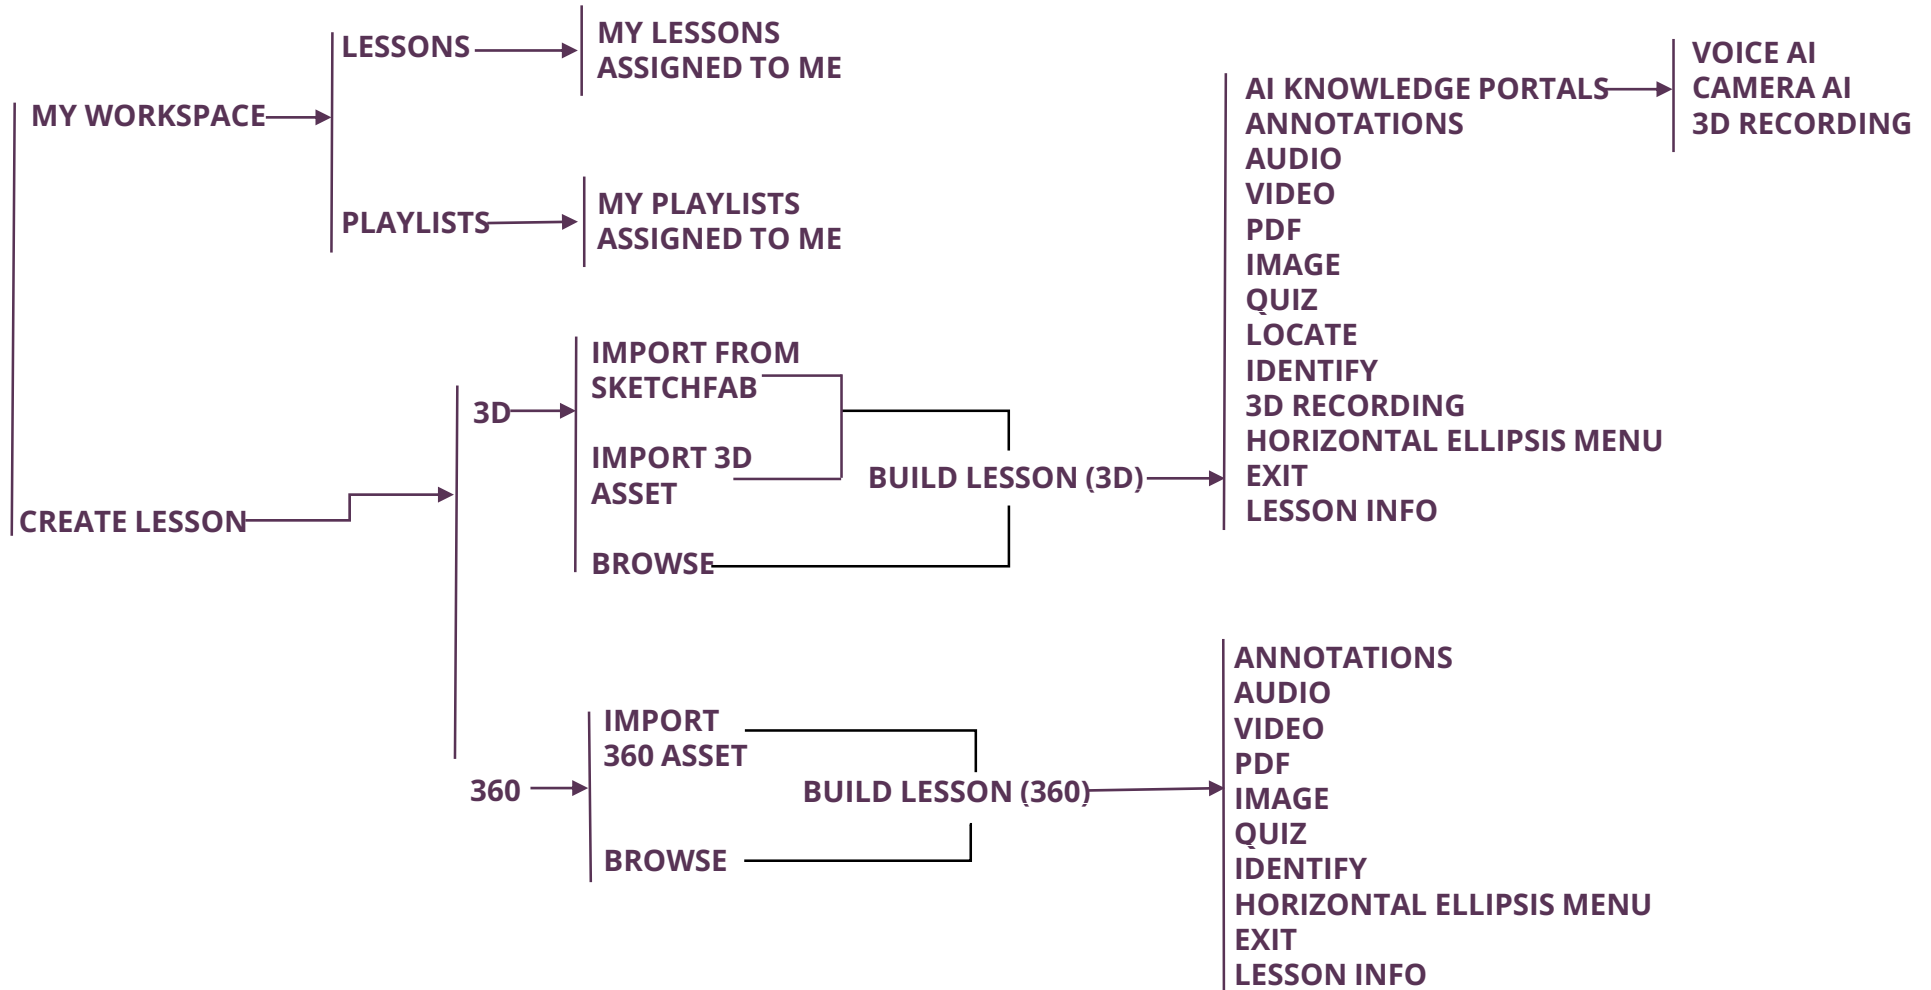 MY WORKSPACE
CREATE LESSON
LESSONS
PLAYLISTS
MY LESSONS
ASSIGNED TO ME
MY PLAYLISTS
ASSIGNED TO ME
3D
360
IMPORT FROM
SKETCHFAB
IMPORT 3D
ASSET
BROWSE
IMPORT
360 ASSET
BROWSE
BUILD LESSON (3D)
BUILD LESSON (360)
AI KNOWLEDGE PORTALS
ANNOTATIONS
AUDIO
VIDEO
PDF
IMAGE
QUIZ
LOCATE
IDENTIFY
3D RECORDING
HORIZONTAL ELLIPSIS MENU
EXIT
LESSON INFO
VOICE AI
CAMERA AI
3D RECORDING
ANNOTATIONS
AUDIO
VIDEO
PDF
IMAGE
QUIZ
IDENTIFY
HORIZONTAL ELLIPSIS MENU
EXIT
LESSON INFO